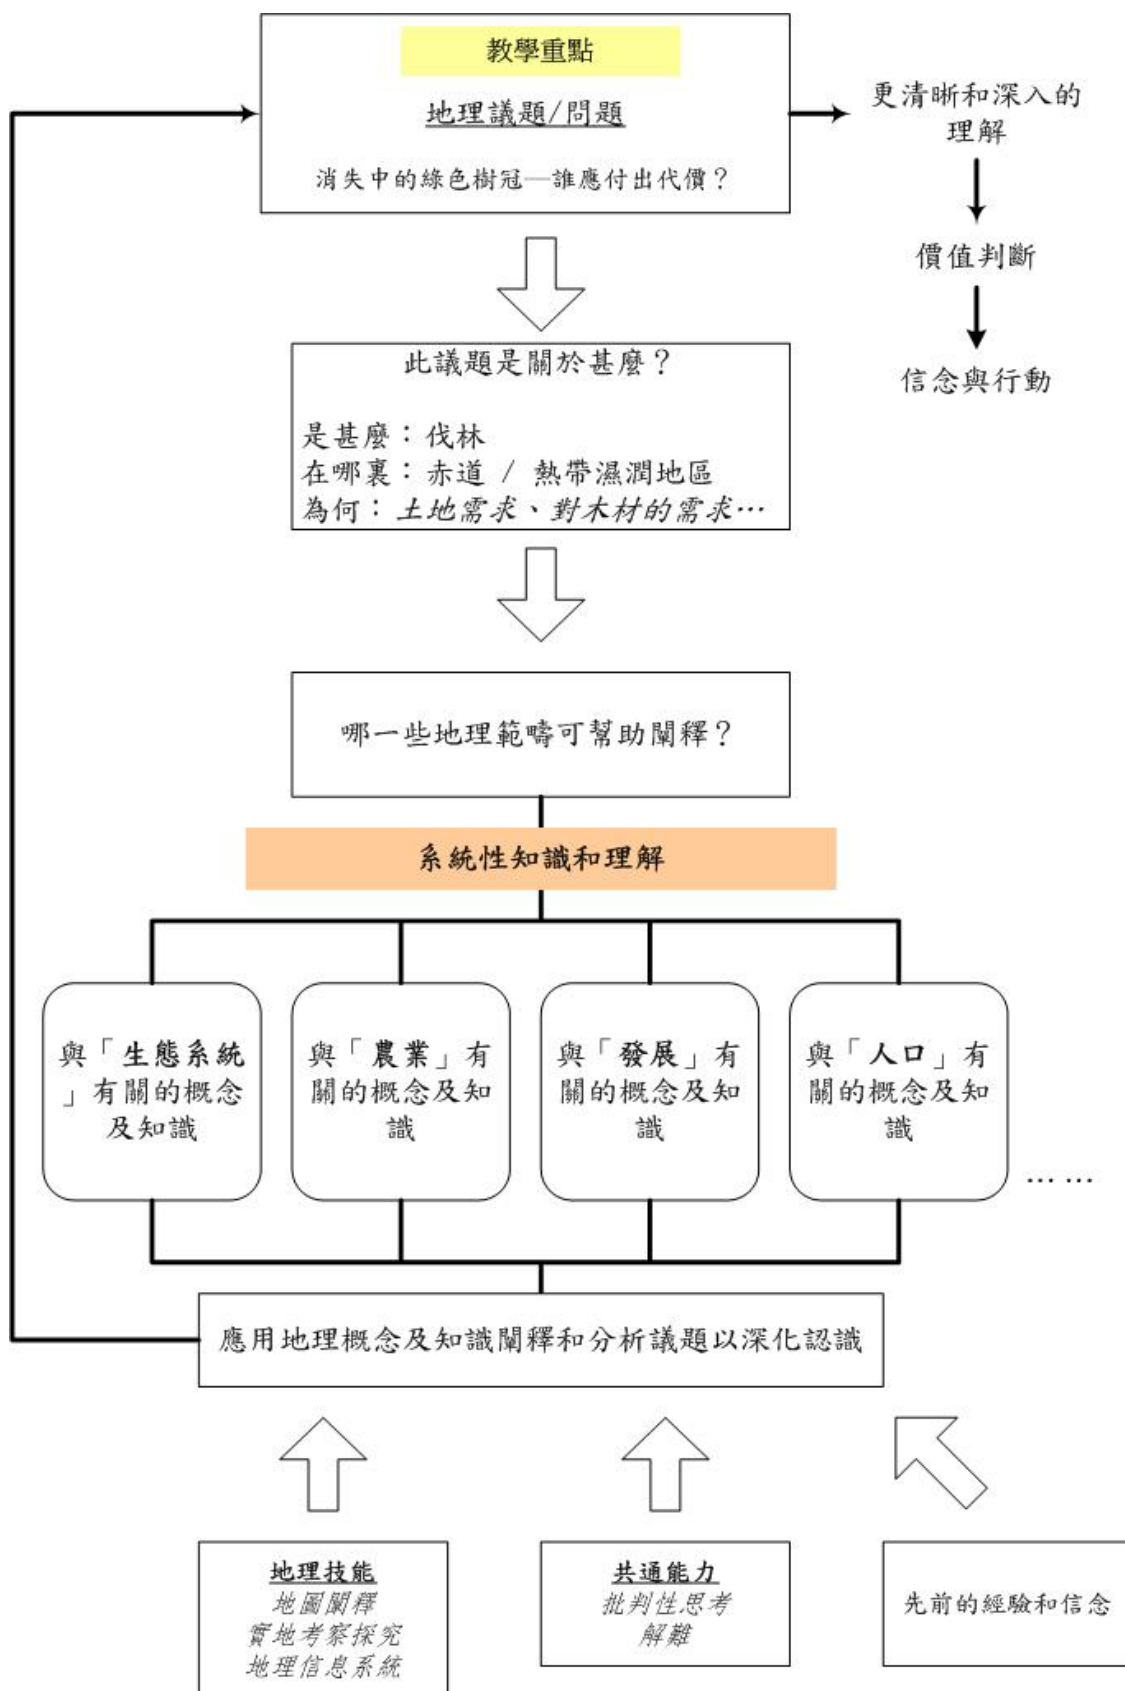 教學重點
地理議題/問題
消失中的綠色樹冠—誰應付出代價？
更清晰和深入的
理解
價值判斷
信念與行動
此議題是關於甚麼？
是甚麼：伐林
在哪裏：赤道 / 熱帶濕潤地區
為何：土地需求、對木材的需求…
哪一些地理範疇可幫助闡釋？
系統性知識和理解
與「生態系統
」有關的概念
及知識
與「農業」有
關的概念及知
識
與「發展」有
關的概念及知
識
與「人口」有
關的概念及知
識
… …
應用地理概念及知識闡釋和分析議題以深化認識
地理技能
地圖闡釋
實地考察探究
地理信息系統
共通能力
批判性思考
解難
先前的經驗和信念